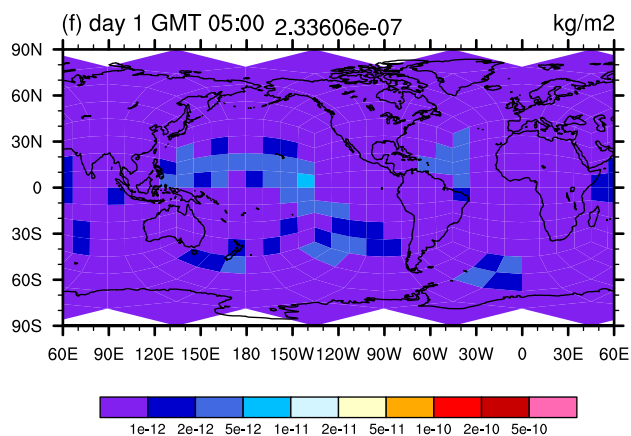 (f) day 1 GMT 05:00 2.33606e-07 kg/m2
90N
60N
30N
0
30S
60S
90S
60E 90E 120E 150E 180 150W 120W 90W 60W 30W 0 30E 60E
1e-12 2e-12 5e-12 1e-11 2e-11 5e-11 1e-10 2e-10 5e-10